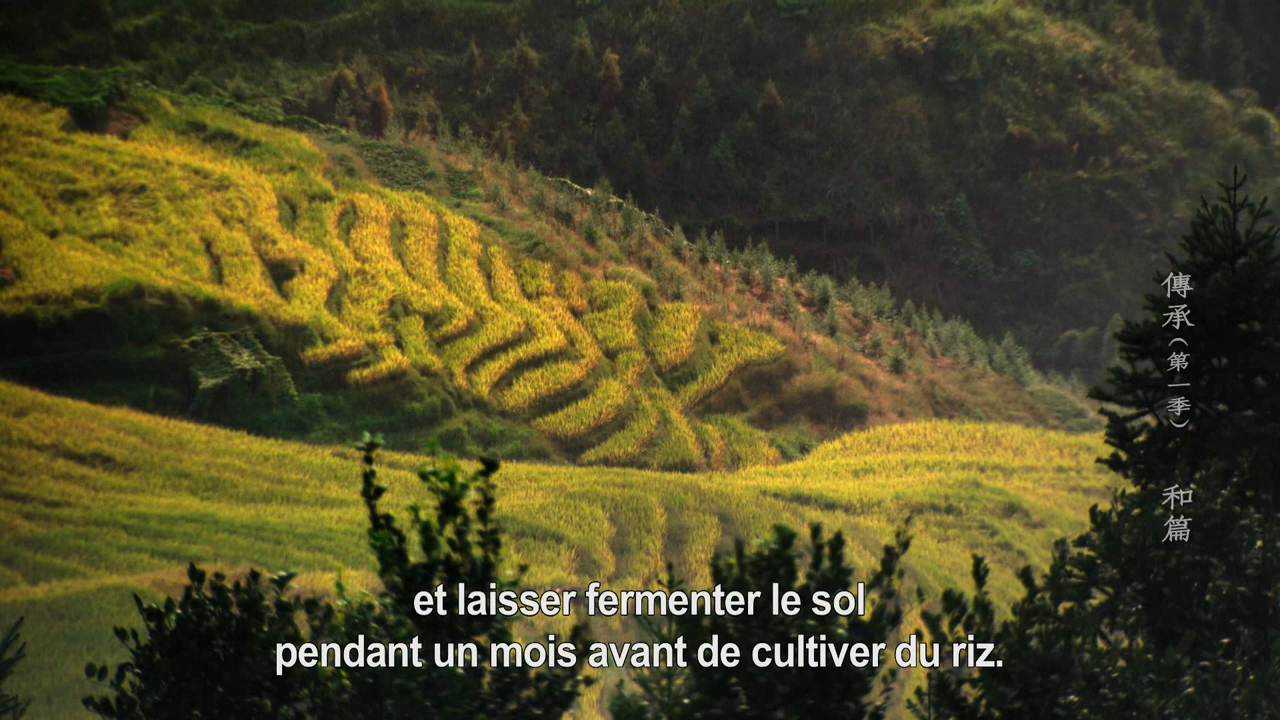 傳承(第一季) 和篇
et laisser fermenter le sol
pendant un mois avant de cultiver du riz.